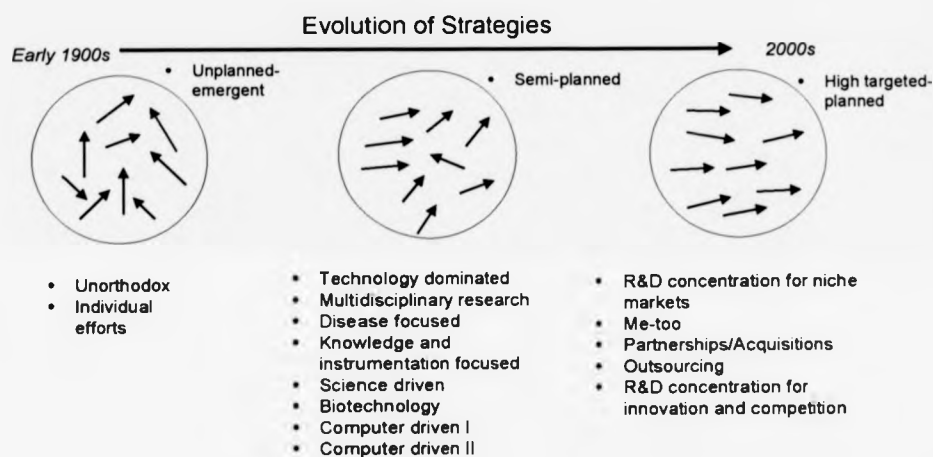 Evolution of Strategies
Early 1900s
2000s
• Unplanned-
emergent
• Semi-planned
• High targeted-
planned
• Unorthodox
• Individual
efforts
• Technology dominated
• Multidisciplinary research
• Disease focused
• Knowledge and
instrumentation focused
• Science driven
• Biotechnology
• Computer driven I
• Computer driven II
• R&D concentration for niche
markets
• Me-too
• Partnerships/Acquisitions
• Outsourcing
• R&D concentration for
innovation and competition